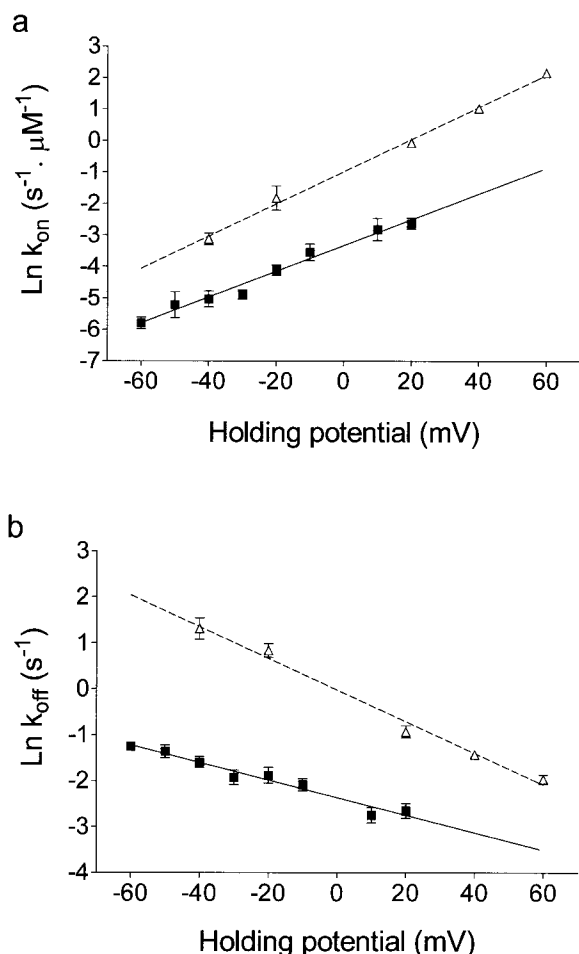 a
3
2
1
0
-1
-2
-3
-4
-5
-6
-7
Ln k_on (s⁻¹ · μM⁻¹)
-60 -40 -20 0 20 40 60
Holding potential (mV)
b
3
2
1
0
-1
-2
-3
-4
Ln k_off (s⁻¹)
-60 -40 -20 0 20 40 60
Holding potential (mV)